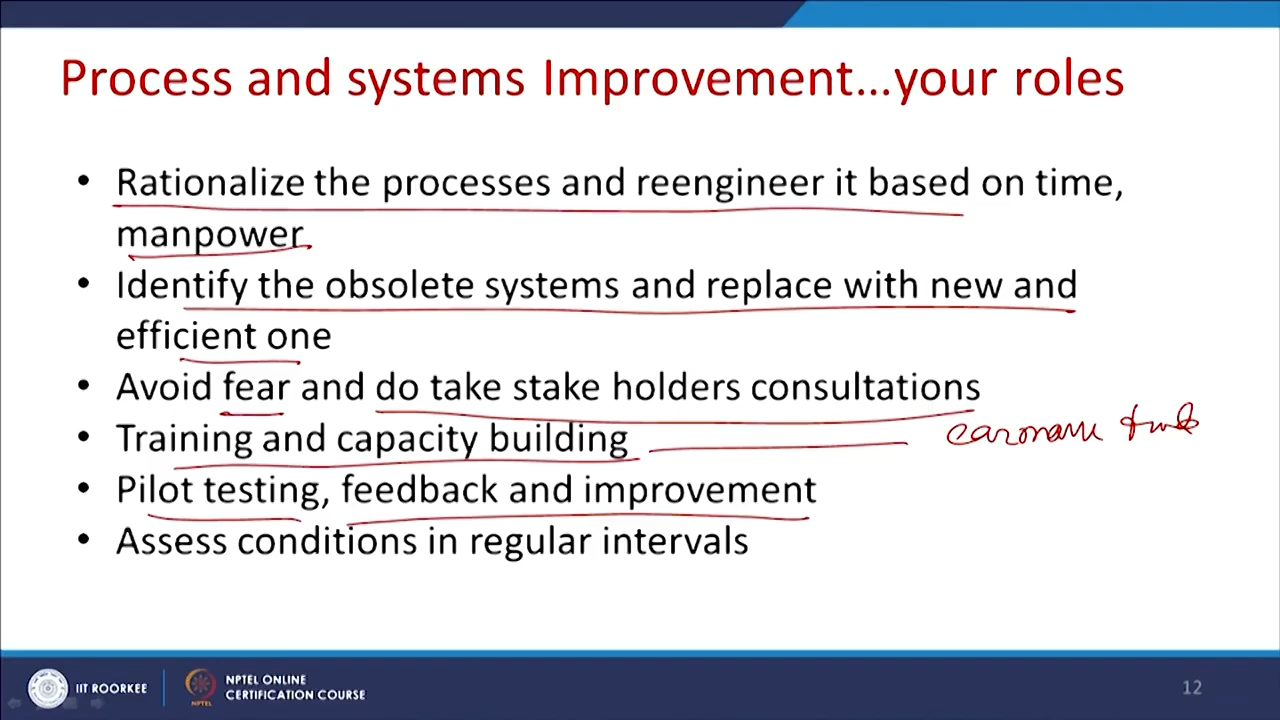 Process and systems Improvement...your roles
• Rationalize the processes and reengineer it based on time,
manpower
• Identify the obsolete systems and replace with new and
efficient one
• Avoid fear and do take stake holders consultations
• Training and capacity building
• Pilot testing, feedback and improvement
• Assess conditions in regular intervals
IIT ROORKEE
NPTEL ONLINE
CERTIFICATION COURSE
12